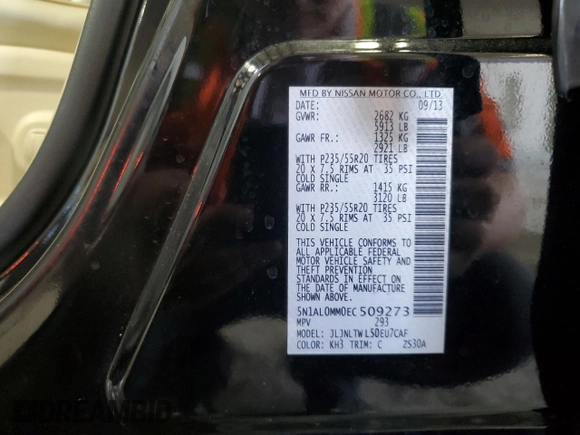 MFD BY NISSAN MOTOR CO., LTD
DATE: 09/13
GVWR: 2682 KG
5913 LB
GAWR FR.: 1325 KG
2921 LB
WITH P235/55R20 TIRES
20 x 7.5 RIMS AT 35 PSI
COLD SINGLE
GAWR RR.: 1415 KG
3120 LB
WITH P235/55R20 TIRES
20 x 7.5 RIMS AT 35 PSI
COLD SINGLE
THIS VEHICLE CONFORMS TO
ALL APPLICABLE FEDERAL
MOTOR VEHICLE SAFETY AND
THEFT PREVENTION
STANDARDS IN EFFECT ON
THE DATE OF MANUFACTURE
SHOWN ABOVE.
5N1AL0MM0EC509273
MPV 293
MODEL: JLJNLTWL50EU7CAF
COLOR: KH3 TRIM: C ZS30A
DREAMBID